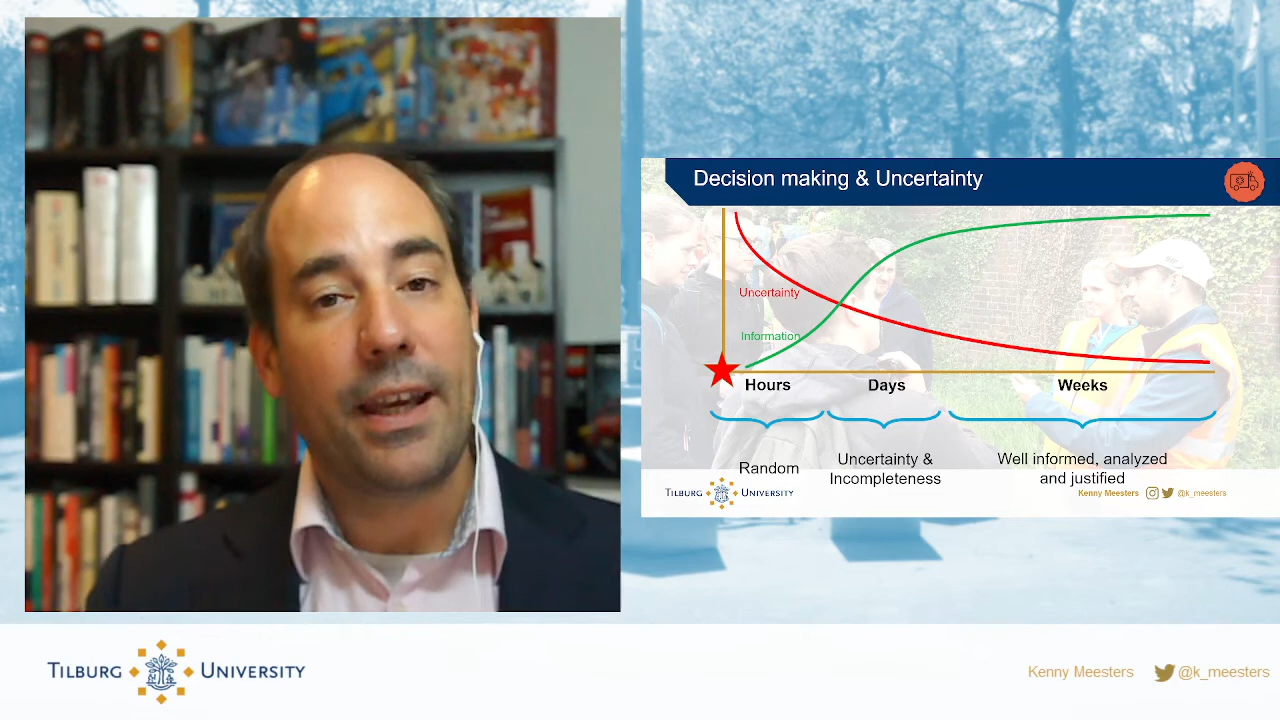 Decision making & Uncertainty
Uncertainty
Information
Hours Days Weeks
Random
Uncertainty &
Incompleteness
Well informed, analyzed
and justified
TILBURG UNIVERSITY
Kenny Meesters @k_meesters
TILBURG UNIVERSITY
Kenny Meesters @k_meesters